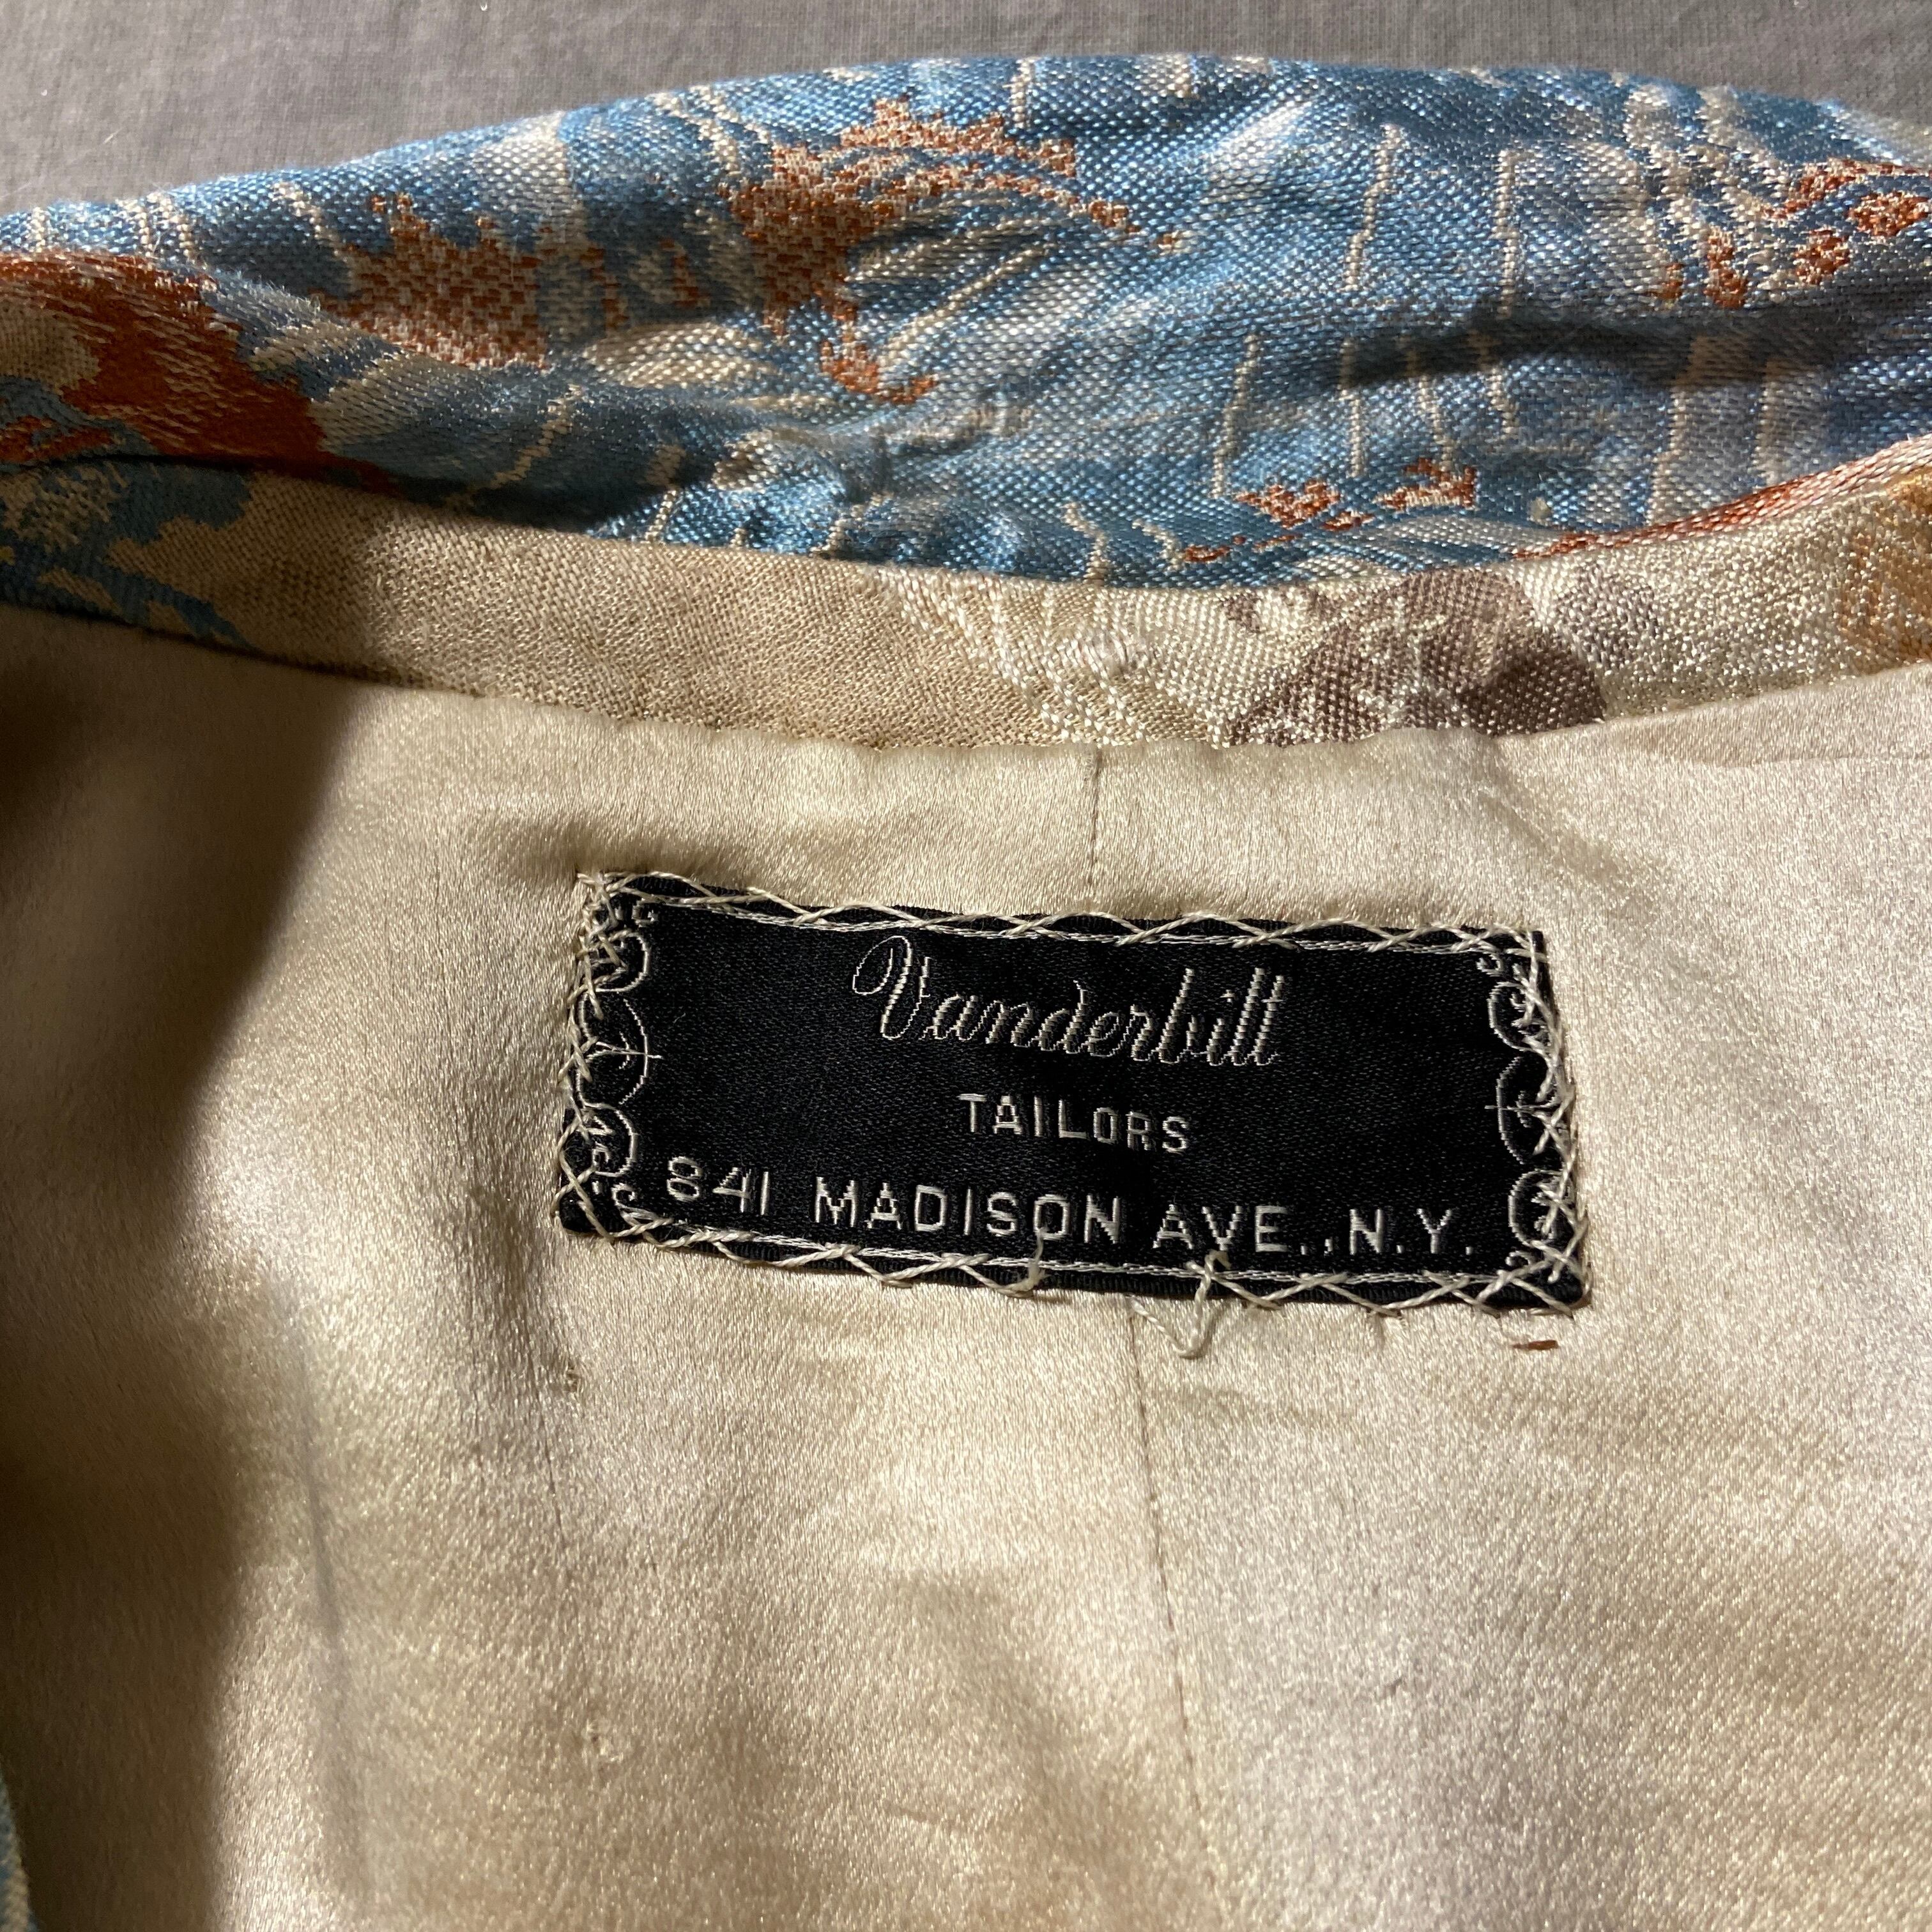 Vanderbilt
TAILORS
841 MADISON AVE., N.Y.